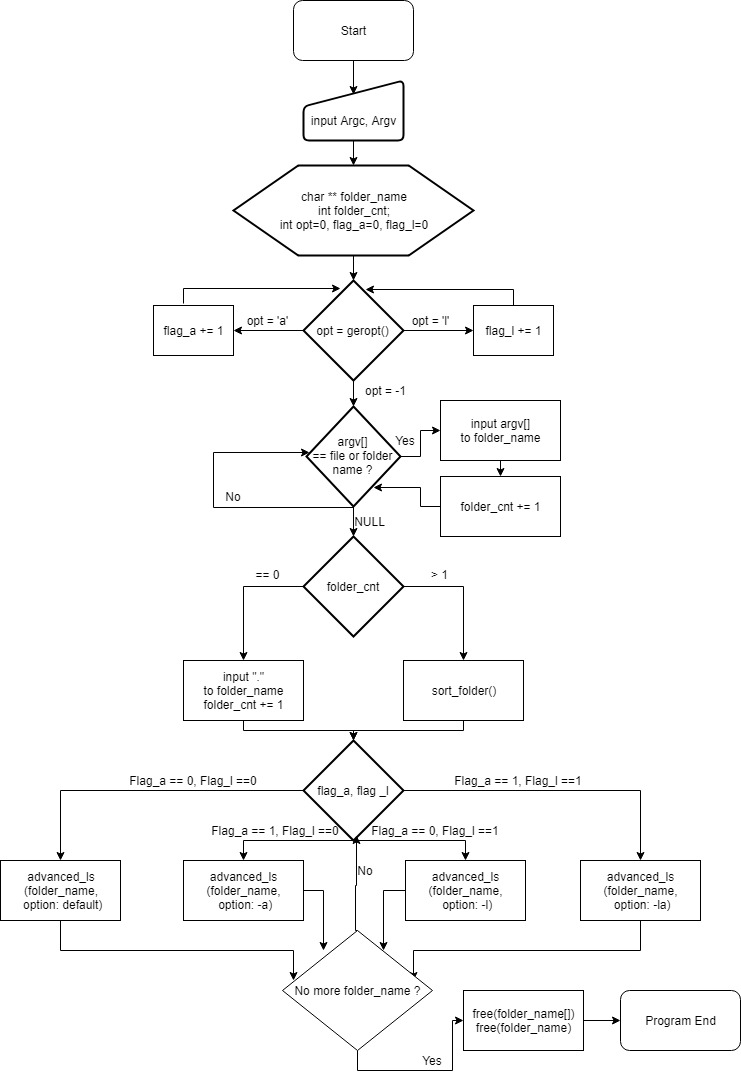 Start
input Argc, Argv
char ** folder_name
int folder_cnt;
int opt=0, flag_a=0, flag_l=0
flag_a += 1
opt = 'a'
opt = geropt()
opt = 'l'
flag_l += 1
opt = -1
argv[]
== file or folder
name ?
Yes
input argv[]
to folder_name
No
folder_cnt += 1
NULL
== 0
folder_cnt
> 1
input "."
to folder_name
folder_cnt += 1
sort_folder()
Flag_a == 0, Flag_l ==0
flag_a, flag _l
Flag_a == 1, Flag_l ==1
Flag_a == 1, Flag_l ==0
Flag_a == 0, Flag_l ==1
advanced_ls
(folder_name,
option: default)
advanced_ls
(folder_name,
option: -a)
No
advanced_ls
(folder_name,
option: -l)
advanced_ls
(folder_name,
option: -la)
No more folder_name ?
Yes
free(folder_name[])
free(folder_name)
Program End